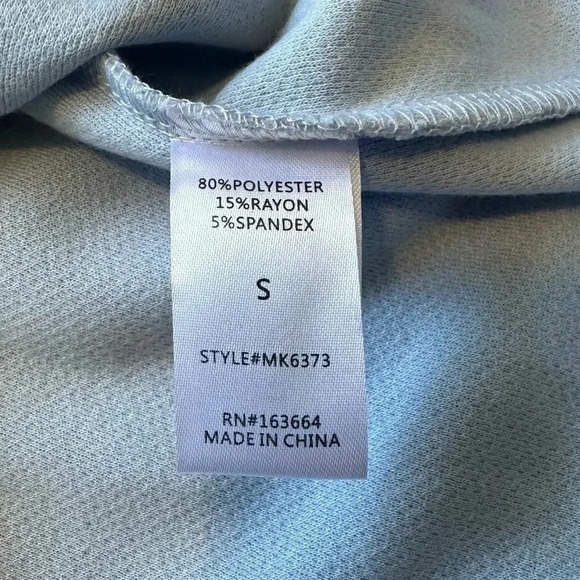 80%POLYESTER
15%RAYON
5%SPANDEX
S
STYLE#MK6373
RN#163664
MADE IN CHINA